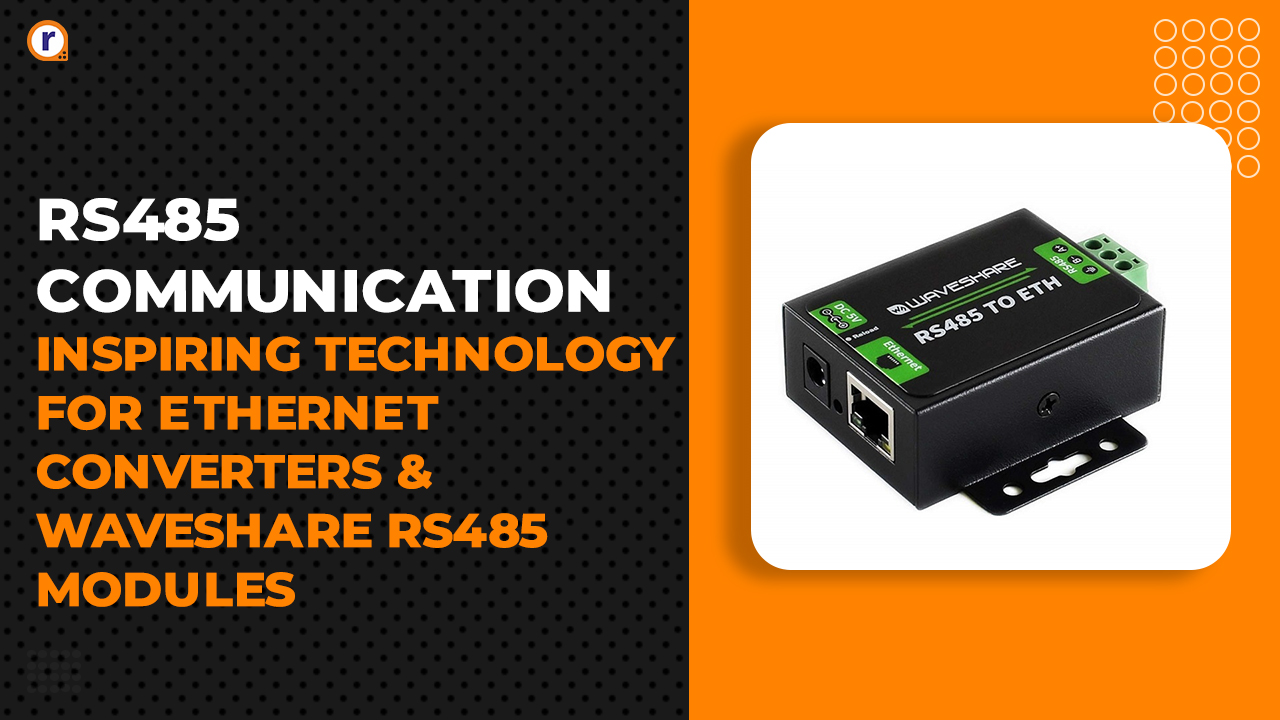 r
RS485
COMMUNICATION
INSPIRING TECHNOLOGY
FOR ETHERNET
CONVERTERS &
WAVESHARE RS485
MODULES
WAVESHARE
RS485 TO ETH
DC 5V
Reload
Ethernet
RS485
A+
B-